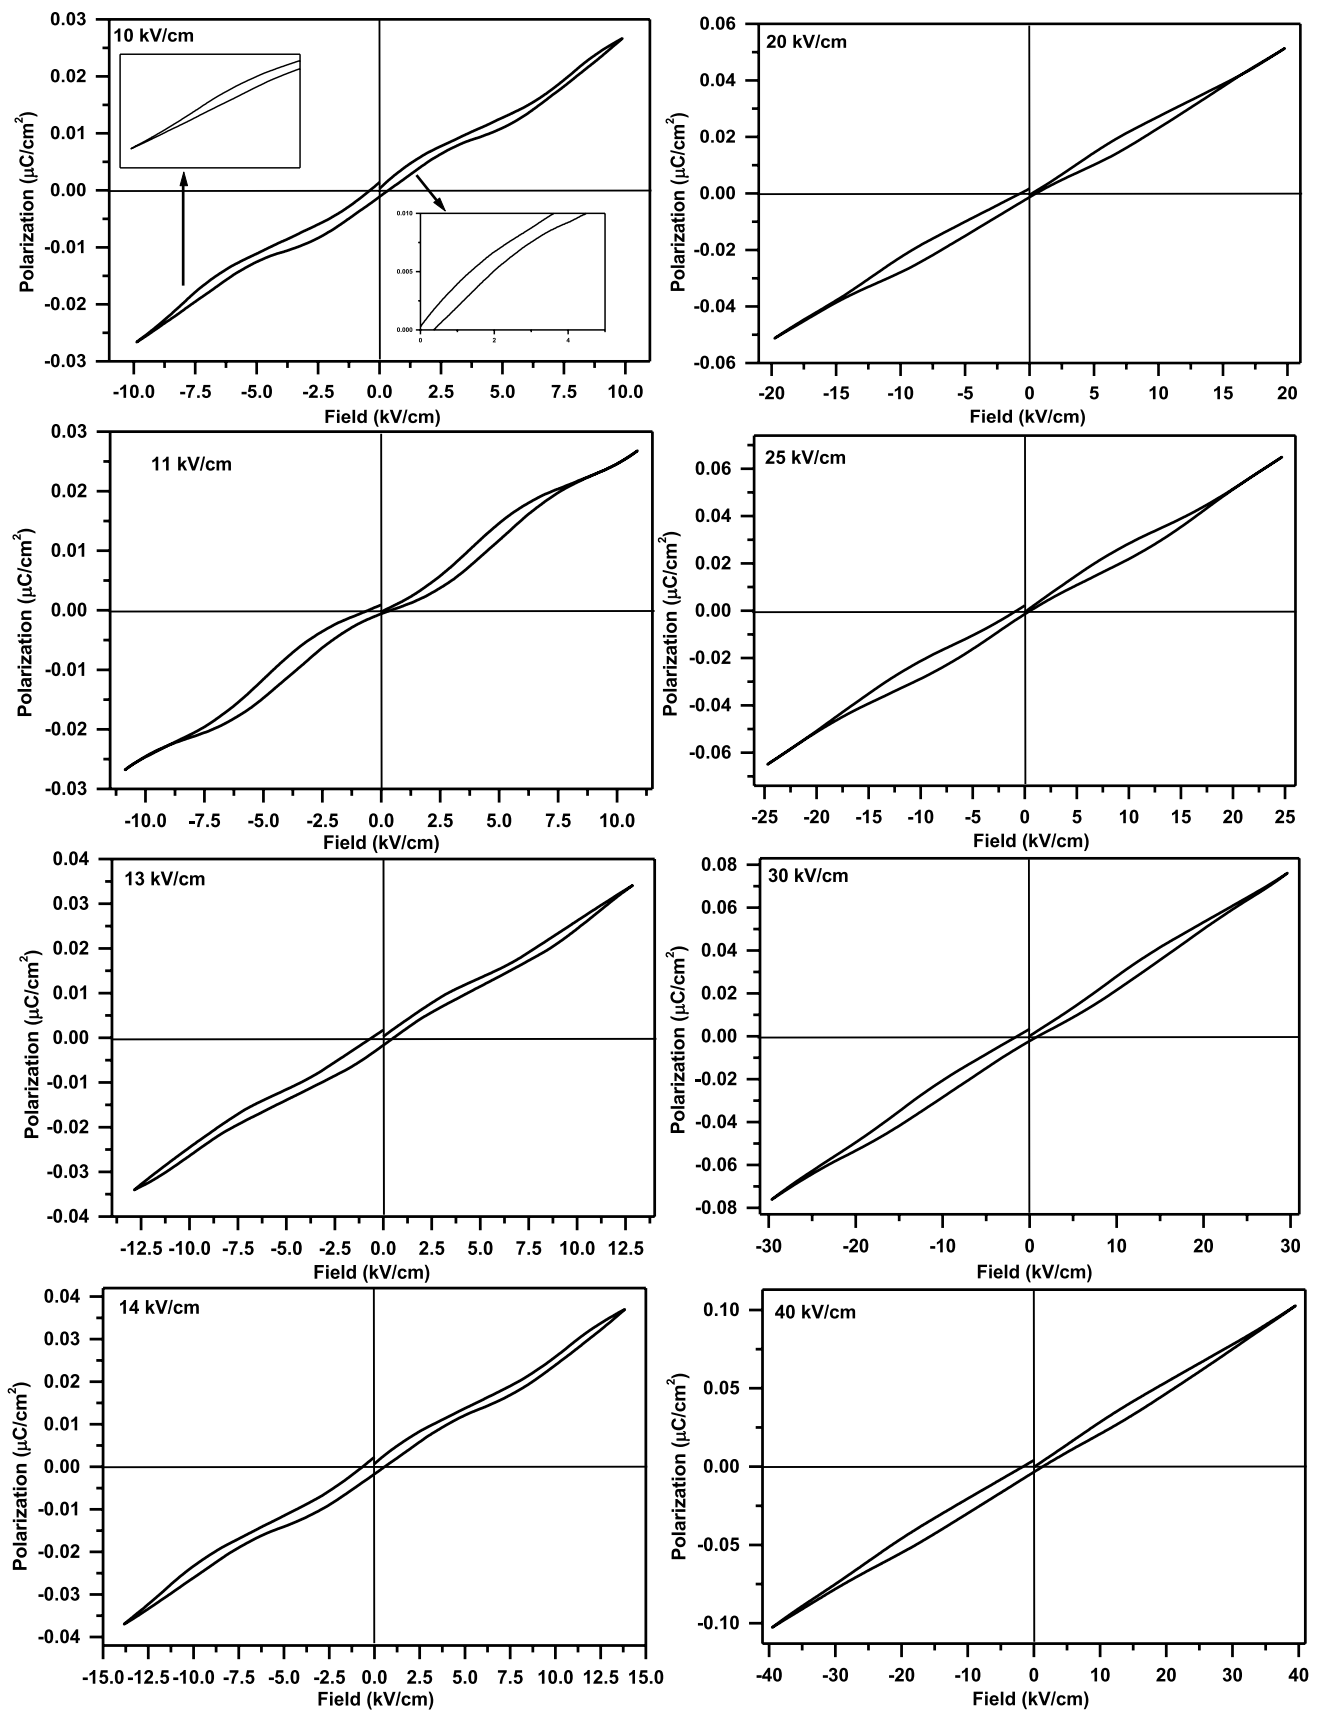 10 kV/cm
Polarization (μC/cm²)
0.03
0.02
0.01
0.00
-0.01
-0.02
-0.03
0.010
0.005
0.000
0 2 4
-10.0 -7.5 -5.0 -2.5 0.0 2.5 5.0 7.5 10.0
Field (kV/cm)
20 kV/cm
Polarization (μC/cm²)
0.06
0.04
0.02
0.00
-0.02
-0.04
-0.06
-20 -15 -10 -5 0 5 10 15 20
Field (kV/cm)
11 kV/cm
Polarization (μC/cm²)
0.03
0.02
0.01
0.00
-0.01
-0.02
-0.03
-10.0 -7.5 -5.0 -2.5 0.0 2.5 5.0 7.5 10.0
Field (kV/cm)
25 kV/cm
Polarization (μC/cm²)
0.06
0.04
0.02
0.00
-0.02
-0.04
-0.06
-25 -20 -15 -10 -5 0 5 10 15 20 25
Field (kV/cm)
13 kV/cm
Polarization (μC/cm²)
0.04
0.03
0.02
0.01
0.00
-0.01
-0.02
-0.03
-0.04
-12.5 -10.0 -7.5 -5.0 -2.5 0.0 2.5 5.0 7.5 10.0 12.5
Field (kV/cm)
30 kV/cm
Polarization (μC/cm²)
0.08
0.06
0.04
0.02
0.00
-0.02
-0.04
-0.06
-0.08
-30 -20 -10 0 10 20 30
Field (kV/cm)
14 kV/cm
Polarization (μC/cm²)
0.04
0.03
0.02
0.01
0.00
-0.01
-0.02
-0.03
-0.04
-15.0 -12.5 -10.0 -7.5 -5.0 -2.5 0.0 2.5 5.0 7.5 10.0 12.5 15.0
Field (kV/cm)
40 kV/cm
Polarization (μC/cm²)
0.10
0.05
0.00
-0.05
-0.10
-40 -30 -20 -10 0 10 20 30 40
Field (kV/cm)